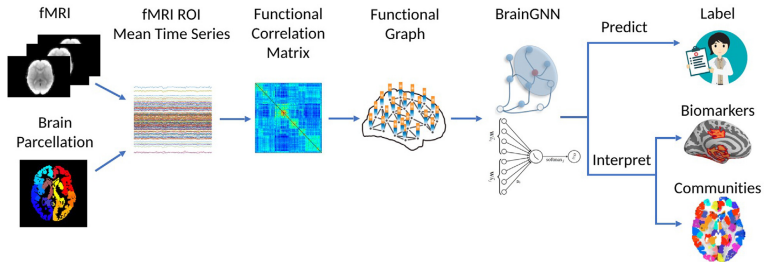 fMRI
Brain
Parcellation
fMRI ROI
Mean Time Series
Functional
Correlation
Matrix
Functional
Graph
BrainGNN
Predict
Interpret
Label
Biomarkers
Communities